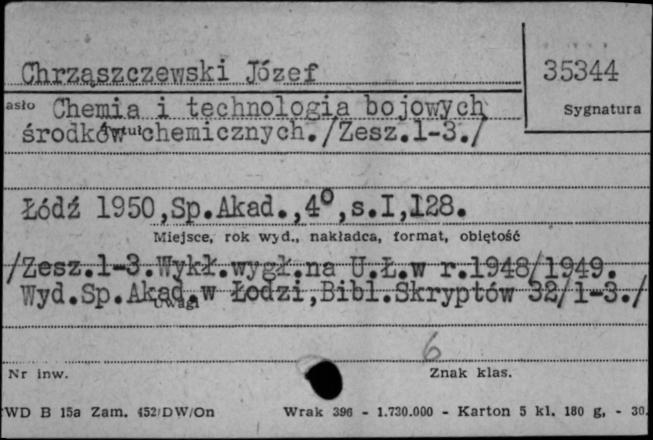 Chrząszczewski Józef
35344
asło Chemia i technologia bojowych
Sygnatura
środków chemicznych./Zesz.1-3./
Łódź 1950,Sp.Akad.,4°,s.I,128.
Miejsce, rok wyd., nakładca, format, objętość
/Zesz.1-3.Wykł.wygł.na U.Ł.w r.1948/1949.
Wyd.Sp.Akad.w Łodzi,Bibl.Skryptów 32/1-3./
Uwagi
6
Nr inw.
Znak klas.
WD B 15a Zam. 452/DW/On Wrak 396 - 1.730.000 - Karton 5 kl. 180 g, - 30.